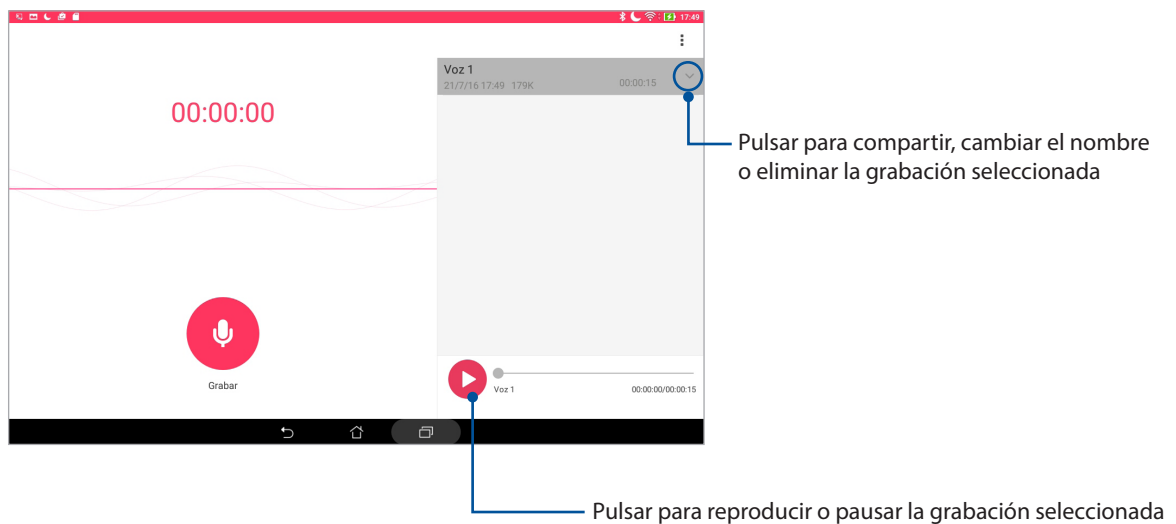 17:49
Voz 1
21/7/16 17:49 179K
00:00:15
00:00:00
Pulsar para compartir, cambiar el nombre
o eliminar la grabación seleccionada
Grabar
Voz 1
00:00:00/00:00:15
Pulsar para reproducir o pausar la grabación seleccionada